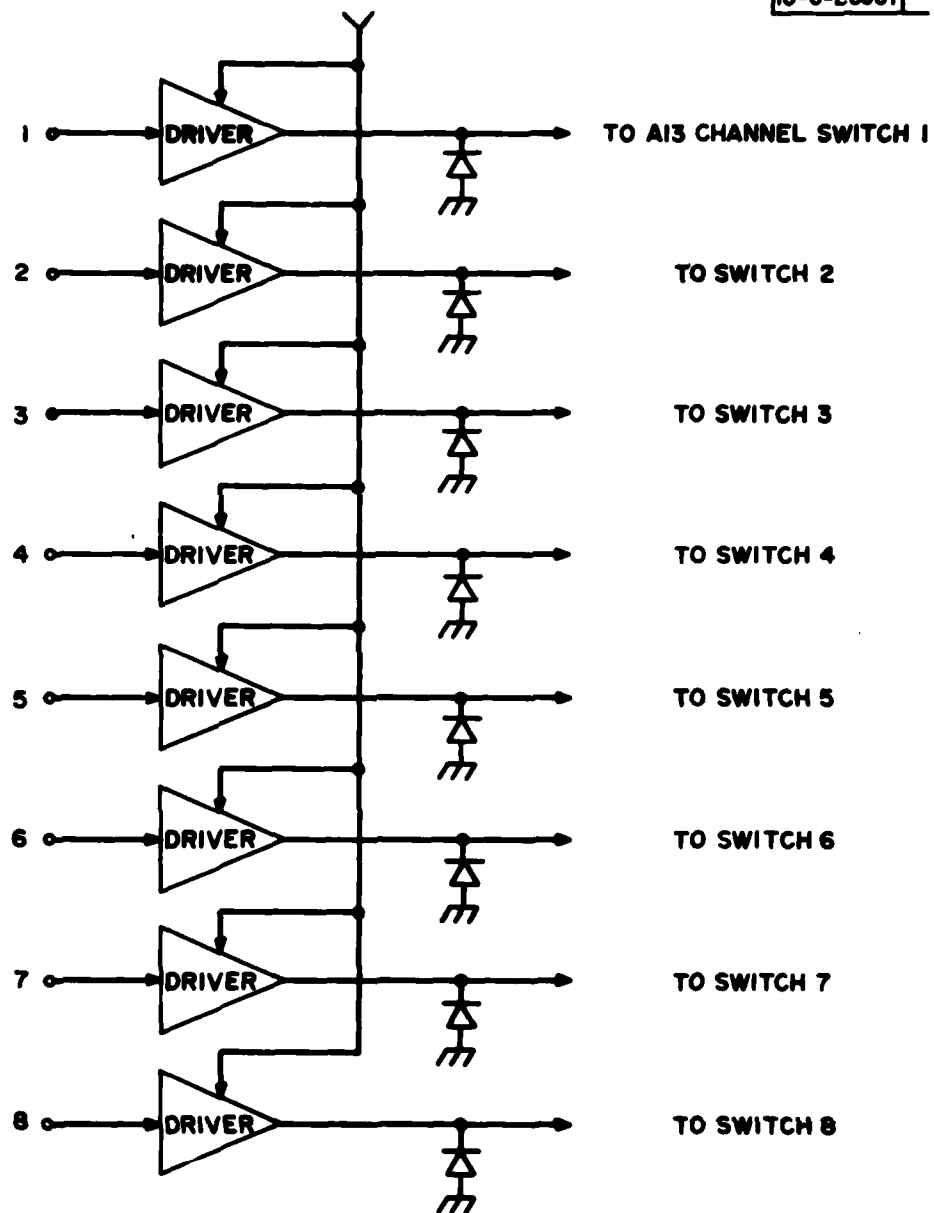 1 DRIVER TO A13 CHANNEL SWITCH 1
2 DRIVER TO SWITCH 2
3 DRIVER TO SWITCH 3
4 DRIVER TO SWITCH 4
5 DRIVER TO SWITCH 5
6 DRIVER TO SWITCH 6
7 DRIVER TO SWITCH 7
8 DRIVER TO SWITCH 8